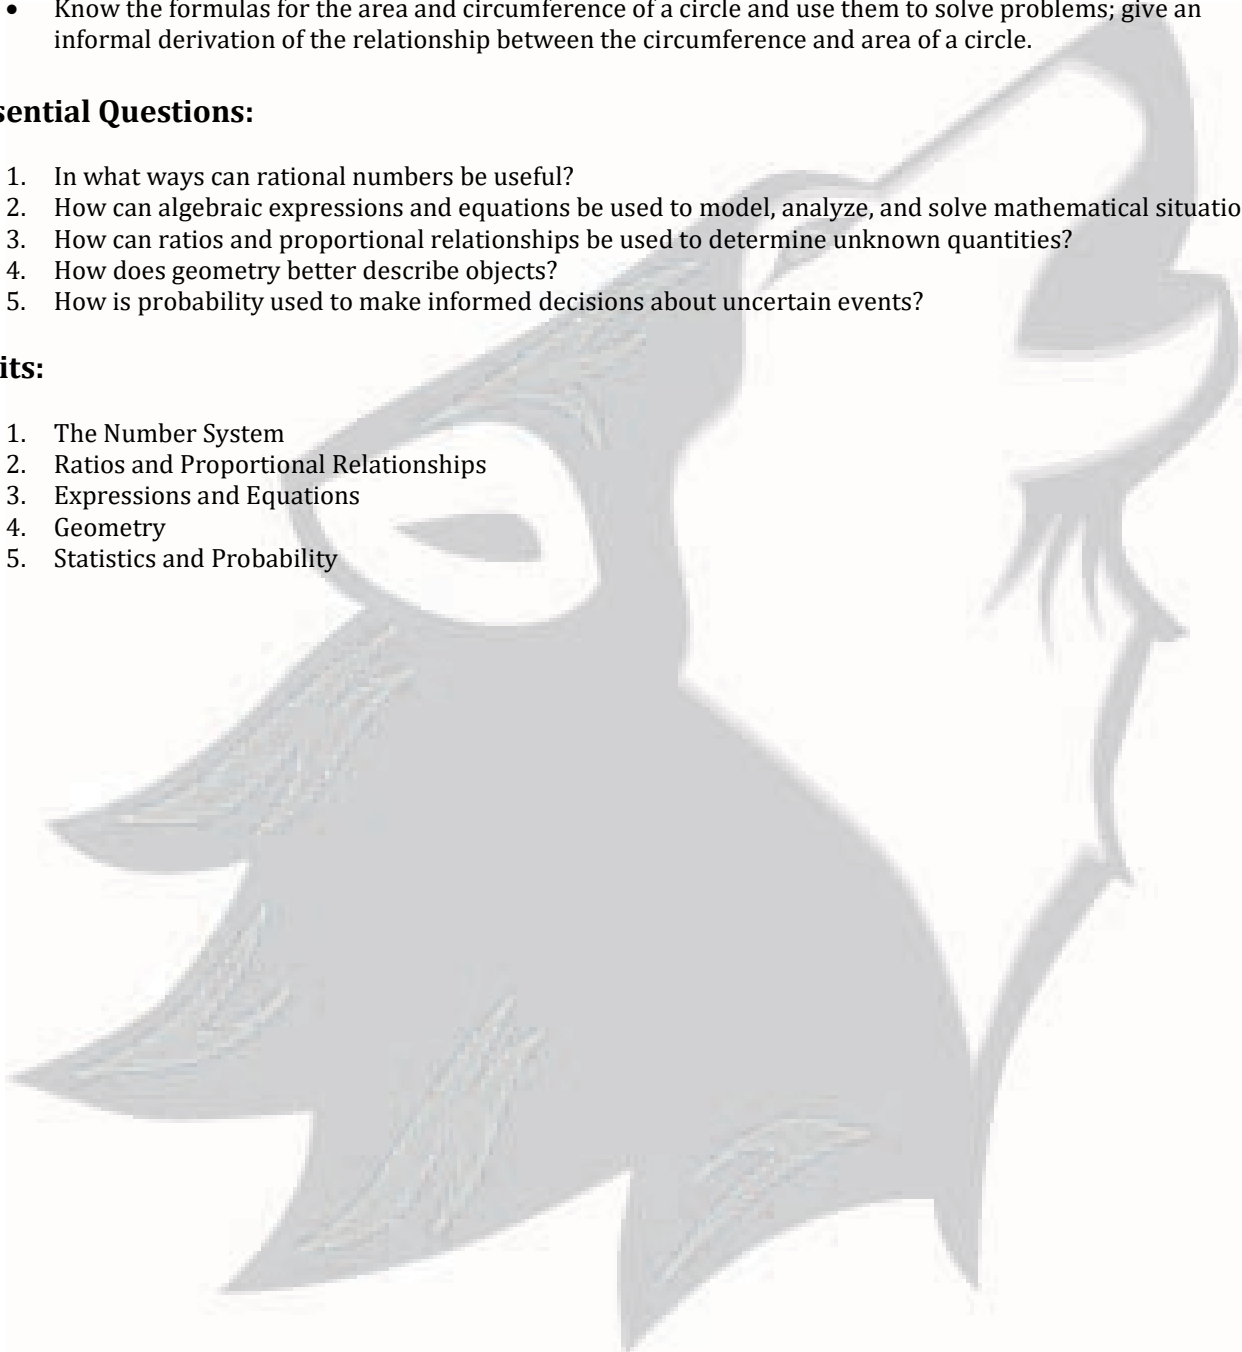 • Know the formulas for the area and circumference of a circle and use them to solve problems; give an
informal derivation of the relationship between the circumference and area of a circle.
sential Questions:
1. In what ways can rational numbers be useful?
2. How can algebraic expressions and equations be used to model, analyze, and solve mathematical situatio
3. How can ratios and proportional relationships be used to determine unknown quantities?
4. How does geometry better describe objects?
5. How is probability used to make informed decisions about uncertain events?
its:
1. The Number System
2. Ratios and Proportional Relationships
3. Expressions and Equations
4. Geometry
5. Statistics and Probability